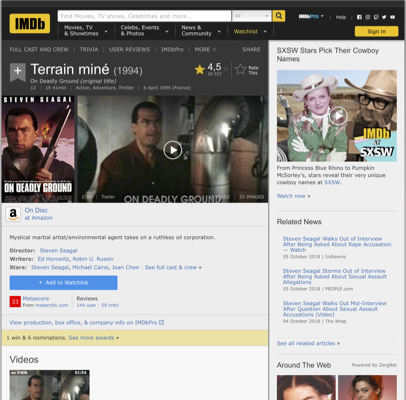 IMDb
Find Movies, TV shows, Celebrities and more...
All
IMDbPro
Help
Movies, TV & Showtimes
Celebs, Events & Photos
News & Community
Watchlist
Sign in
FULL CAST AND CREW | TRIVIA | USER REVIEWS | IMDbPro | MORE
SHARE
Terrain miné (1994)
On Deadly Ground (original title)
12 | 1h 41min | Action, Adventure, Thriller | 6 April 1994 (France)
4,5
Rate This
STEVEN SEAGAL
ON DEADLY GROUND
Trailer
31 IMAGES
On Disc
at Amazon
Mystical martial artist/environmental agent takes on a ruthless oil corporation.
Director: Steven Seagal
Writers: Ed Horowitz, Robin U. Russin
Stars: Steven Seagal, Michael Caine, Joan Chen | See full cast & crew »
+ Add to Watchlist
33
Metascore
From metacritic.com
Reviews
144 user | 59 critic
View production, box office, & company info on IMDbPro
1 win & 6 nominations. See more awards »
Videos
SXSW Stars Pick Their Cowboy Names
IMDb
AT
SXSW
From Princess Blue Rhino to Pumpkin McSorley's, stars reveal their very unique cowboy names at SXSW.
Watch now »
Related News
Steven Seagal Walks Out of Interview After Being Asked About Rape Accusation — Watch
05 October 2018 | Indiewire
Steven Seagal Storms Out of Interview After Being Asked About Sexual Assault Allegations
05 October 2018 | PEOPLE.com
Steven Seagal Walks Out Mid-Interview After Question About Sexual Assault Accusations (Video)
04 October 2018 | The Wrap
See all related articles »
Around The Web
Powered by ZergNet